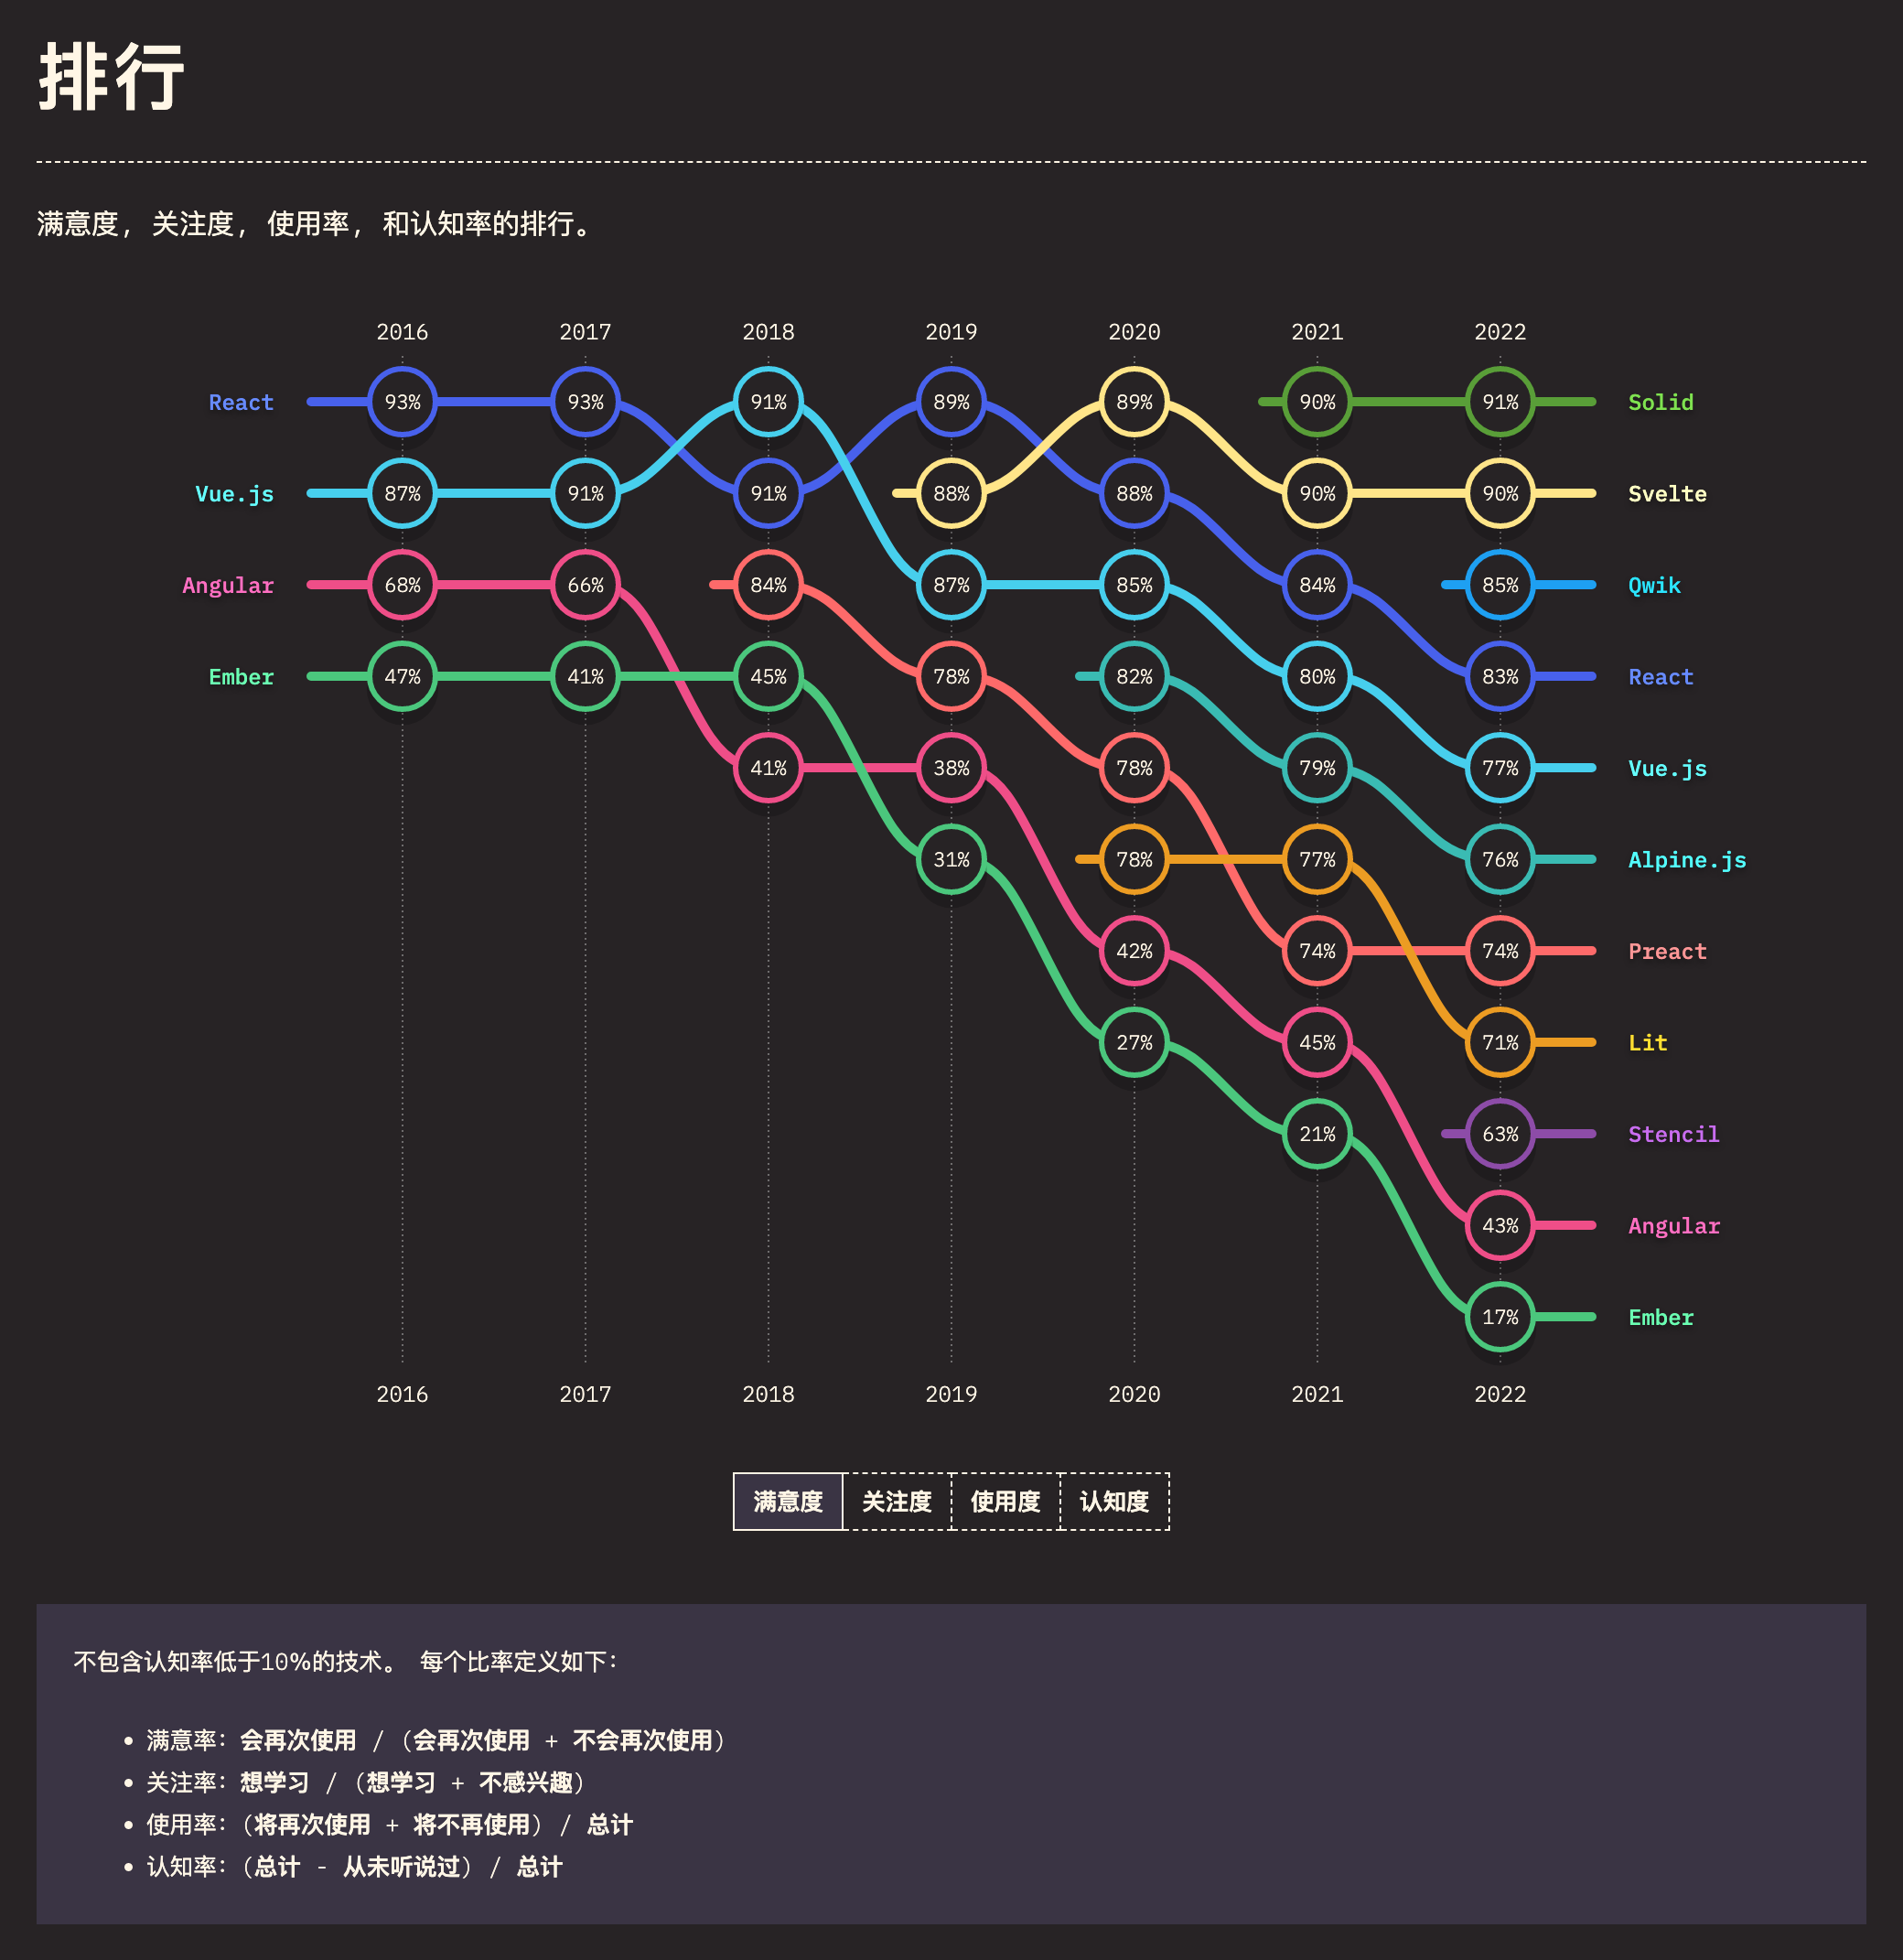 排行
满意度, 关注度, 使用率, 和认知率的排行。
2016 2017 2018 2019 2020 2021 2022
React 93% 93% 91% 89% 89% 90% 91% Solid
Vue.js 87% 91% 91% 88% 88% 90% 90% Svelte
Angular 68% 66% 84% 87% 85% 84% 85% Qwik
Ember 47% 41% 45% 78% 82% 80% 83% React
41% 38% 78% 79% 77% Vue.js
31% 78% 77% 76% Alpine.js
42% 74% 74% Preact
27% 45% 71% Lit
21% 63% Stencil
43% Angular
17% Ember
2016 2017 2018 2019 2020 2021 2022
满意度 关注度 使用度 认知度
不包含认知率低于10%的技术。 每个比率定义如下:
• 满意率: 会再次使用 / (会再次使用 + 不会再次使用)
• 关注率: 想学习 / (想学习 + 不感兴趣)
• 使用率: (将再次使用 + 将不再使用) / 总计
• 认知率: (总计 - 从未听说过) / 总计